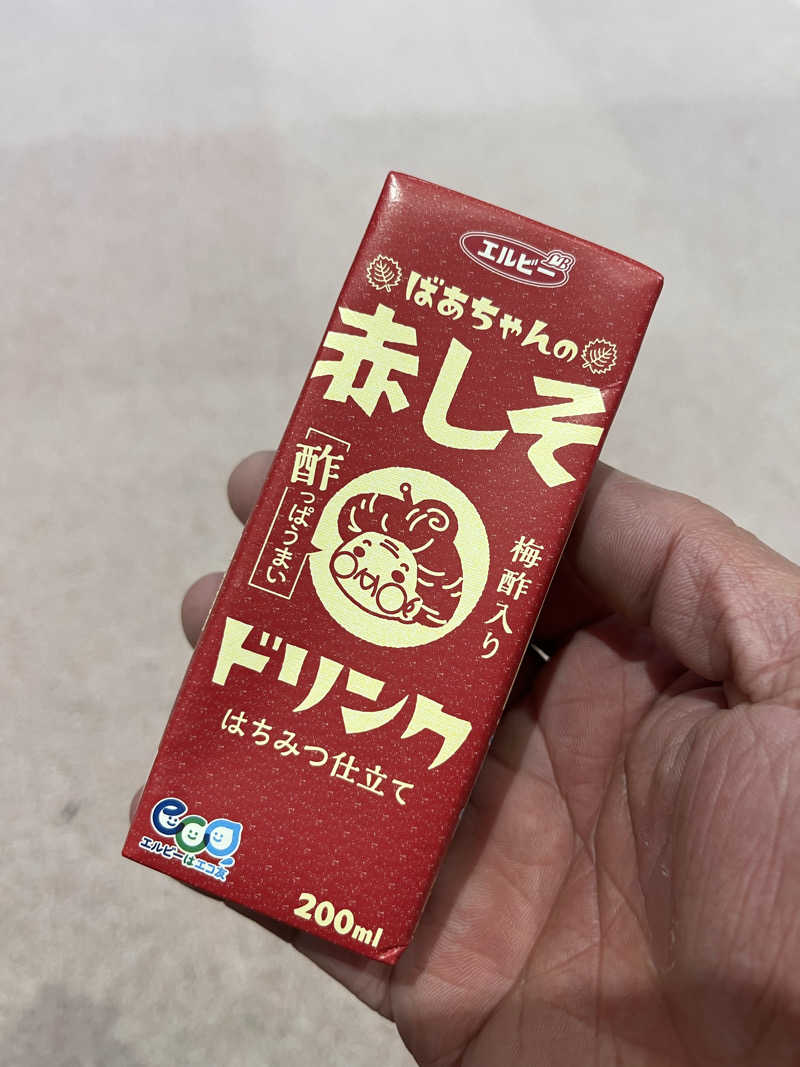 エルビー LB
ばあちゃんの
赤しそ
酢っぱうまい
梅酢入り
ドリンク
はちみつ仕立て
eco
エルビーはエコ友
200ml